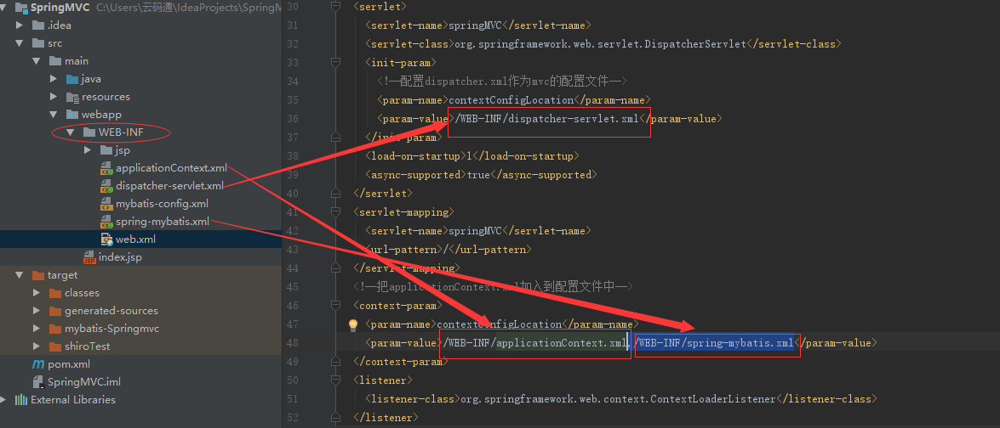 SpringMVC C:\Users\云码通\IdeaProjects\SpringM
.idea
src
main
java
resources
webapp
WEB-INF
jsp
applicationContext.xml
dispatcher-servlet.xml
mybatis-config.xml
spring-mybatis.xml
web.xml
index.jsp
target
classes
generated-sources
mybatis-Springmvc
shiroTest
pom.xml
SpringMVC.iml
External Libraries
30 <servlet>
31 <servlet-name>springMVC</servlet-name>
32 <servlet-class>org.springframework.web.servlet.DispatcherServlet</servlet-class>
33 <init-param>
34 <!--配置dispatcher.xml作为mvc的配置文件-->
35 <param-name>contextConfigLocation</param-name>
36 <param-value>/WEB-INF/dispatcher-servlet.xml</param-value>
37 </init-param>
38 <load-on-startup>1</load-on-startup>
39 <async-supported>true</async-supported>
40 </servlet>
41 <servlet-mapping>
42 <servlet-name>springMVC</servlet-name>
43 <url-pattern>/</url-pattern>
44 </servlet-mapping>
45 <!--把applicationContext.xml加入到配置文件中-->
46 <context-param>
47 <param-name>contextConfigLocation</param-name>
48 <param-value>/WEB-INF/applicationContext.xml,/WEB-INF/spring-mybatis.xml</param-value>
49 </context-param>
50 <listener>
51 <listener-class>org.springframework.web.context.ContextLoaderListener</listener-class>
52 </listener>